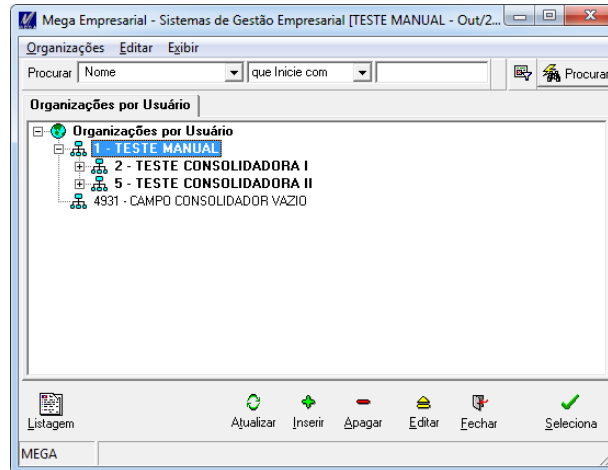 Mega Empresarial - Sistemas de Gestão Empresarial [TESTE MANUAL - Out/2...
Organizações Editar Exibir
Procurar Nome que Inicie com Procurar
Organizações por Usuário
Organizações por Usuário
1 - TESTE MANUAL
2 - TESTE CONSOLIDADORA I
5 - TESTE CONSOLIDADORA II
4931 - CAMPO CONSOLIDADOR VAZIO
Listagem Atualizar Inserir Apagar Editar Fechar Seleciona
MEGA